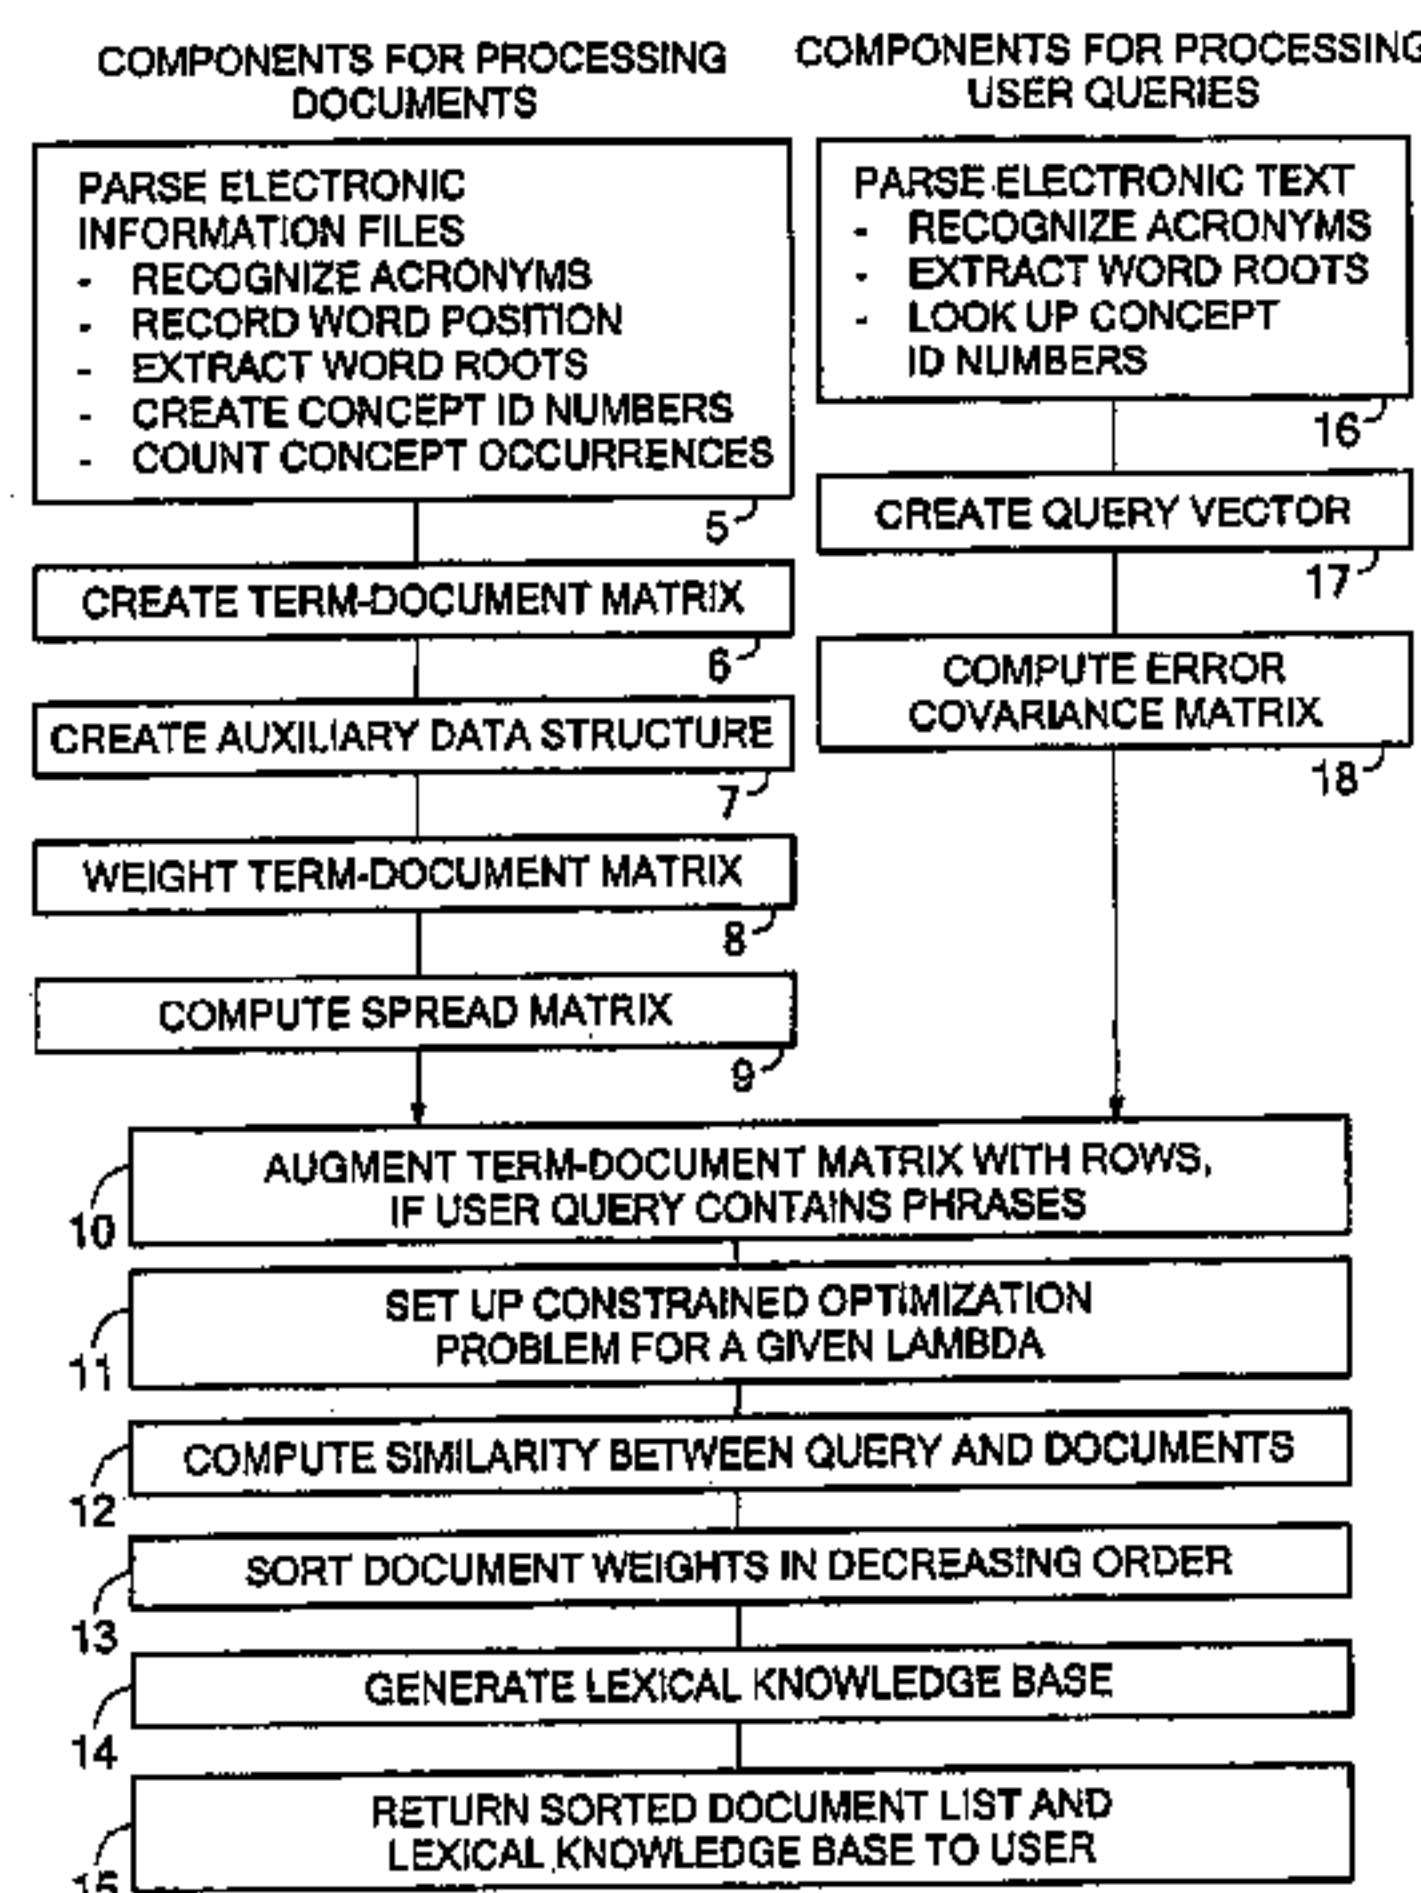 COMPONENTS FOR PROCESSING
DOCUMENTS
PARSE ELECTRONIC
INFORMATION FILES
- RECOGNIZE ACRONYMS
- RECORD WORD POSITION
- EXTRACT WORD ROOTS
- CREATE CONCEPT ID NUMBERS
- COUNT CONCEPT OCCURRENCES
5
CREATE TERM-DOCUMENT MATRIX
6
CREATE AUXILIARY DATA STRUCTURE
7
WEIGHT TERM-DOCUMENT MATRIX
8
COMPUTE SPREAD MATRIX
9
COMPONENTS FOR PROCESSING
USER QUERIES
PARSE ELECTRONIC TEXT
- RECOGNIZE ACRONYMS
- EXTRACT WORD ROOTS
- LOOK UP CONCEPT
ID NUMBERS
16
CREATE QUERY VECTOR
17
COMPUTE ERROR
COVARIANCE MATRIX
18
AUGMENT TERM-DOCUMENT MATRIX WITH ROWS,
IF USER QUERY CONTAINS PHRASES
10
SET UP CONSTRAINED OPTIMIZATION
PROBLEM FOR A GIVEN LAMBDA
11
COMPUTE SIMILARITY BETWEEN QUERY AND DOCUMENTS
12
SORT DOCUMENT WEIGHTS IN DECREASING ORDER
13
GENERATE LEXICAL KNOWLEDGE BASE
14
RETURN SORTED DOCUMENT LIST AND
LEXICAL KNOWLEDGE BASE TO USER
15